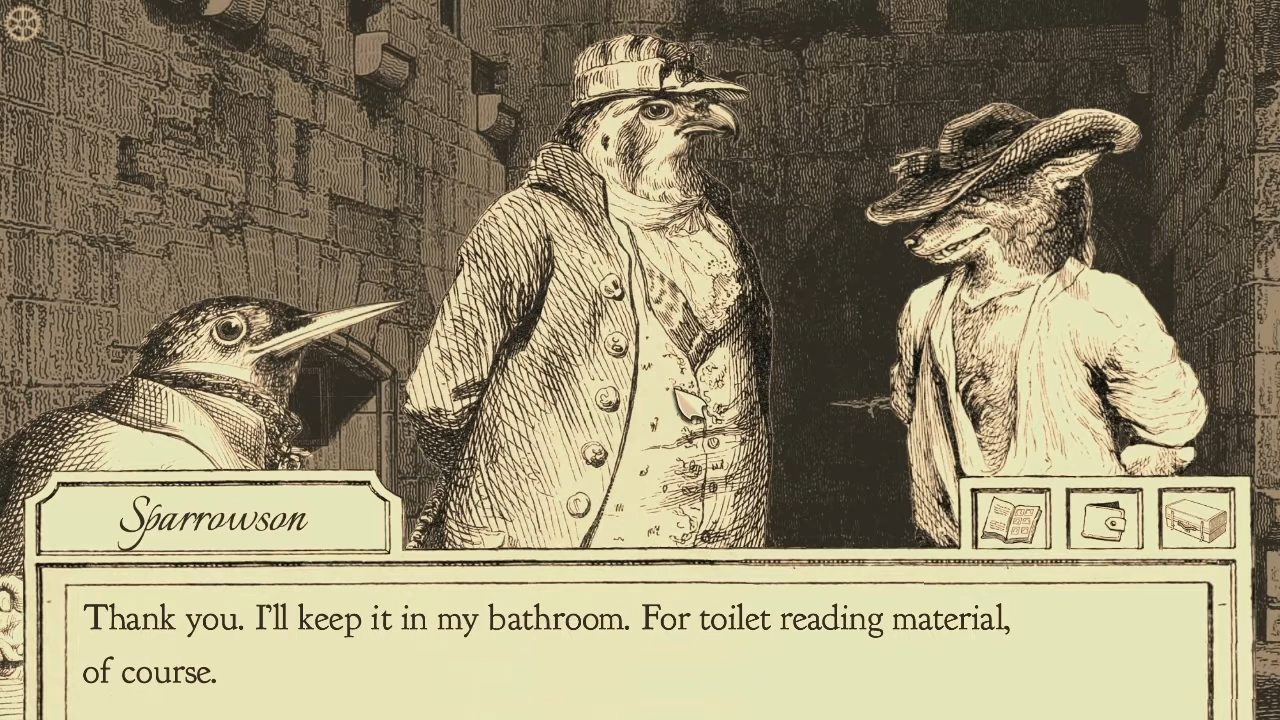 Sparrowson
Thank you. I'll keep it in my bathroom. For toilet reading material,
of course.